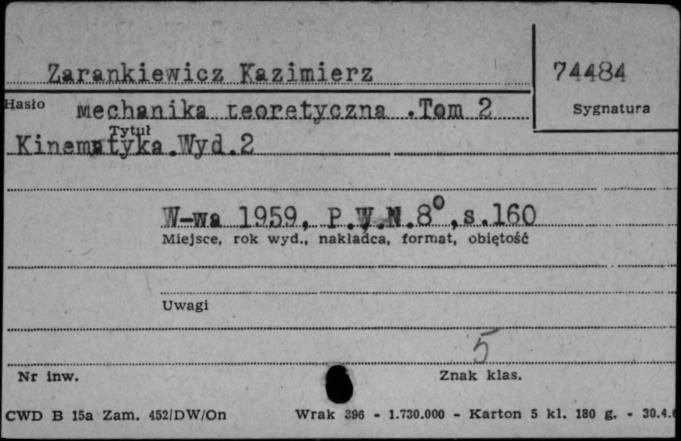 Zarankiewicz Kazimierz
74484
Hasło
Mechanika teoretyczna .Tom 2
Sygnatura
Tytuł
Kinematyka.Wyd.2
W-wa 1959, P.W.N.8°,s.160
Miejsce, rok wyd., nakładca, format, objętość
Uwagi
5
Nr inw.
Znak klas.
CWD B 15a Zam. 452/DW/On
Wrak 396 - 1.730.000 - Karton 5 kl. 180 g. - 30.4.